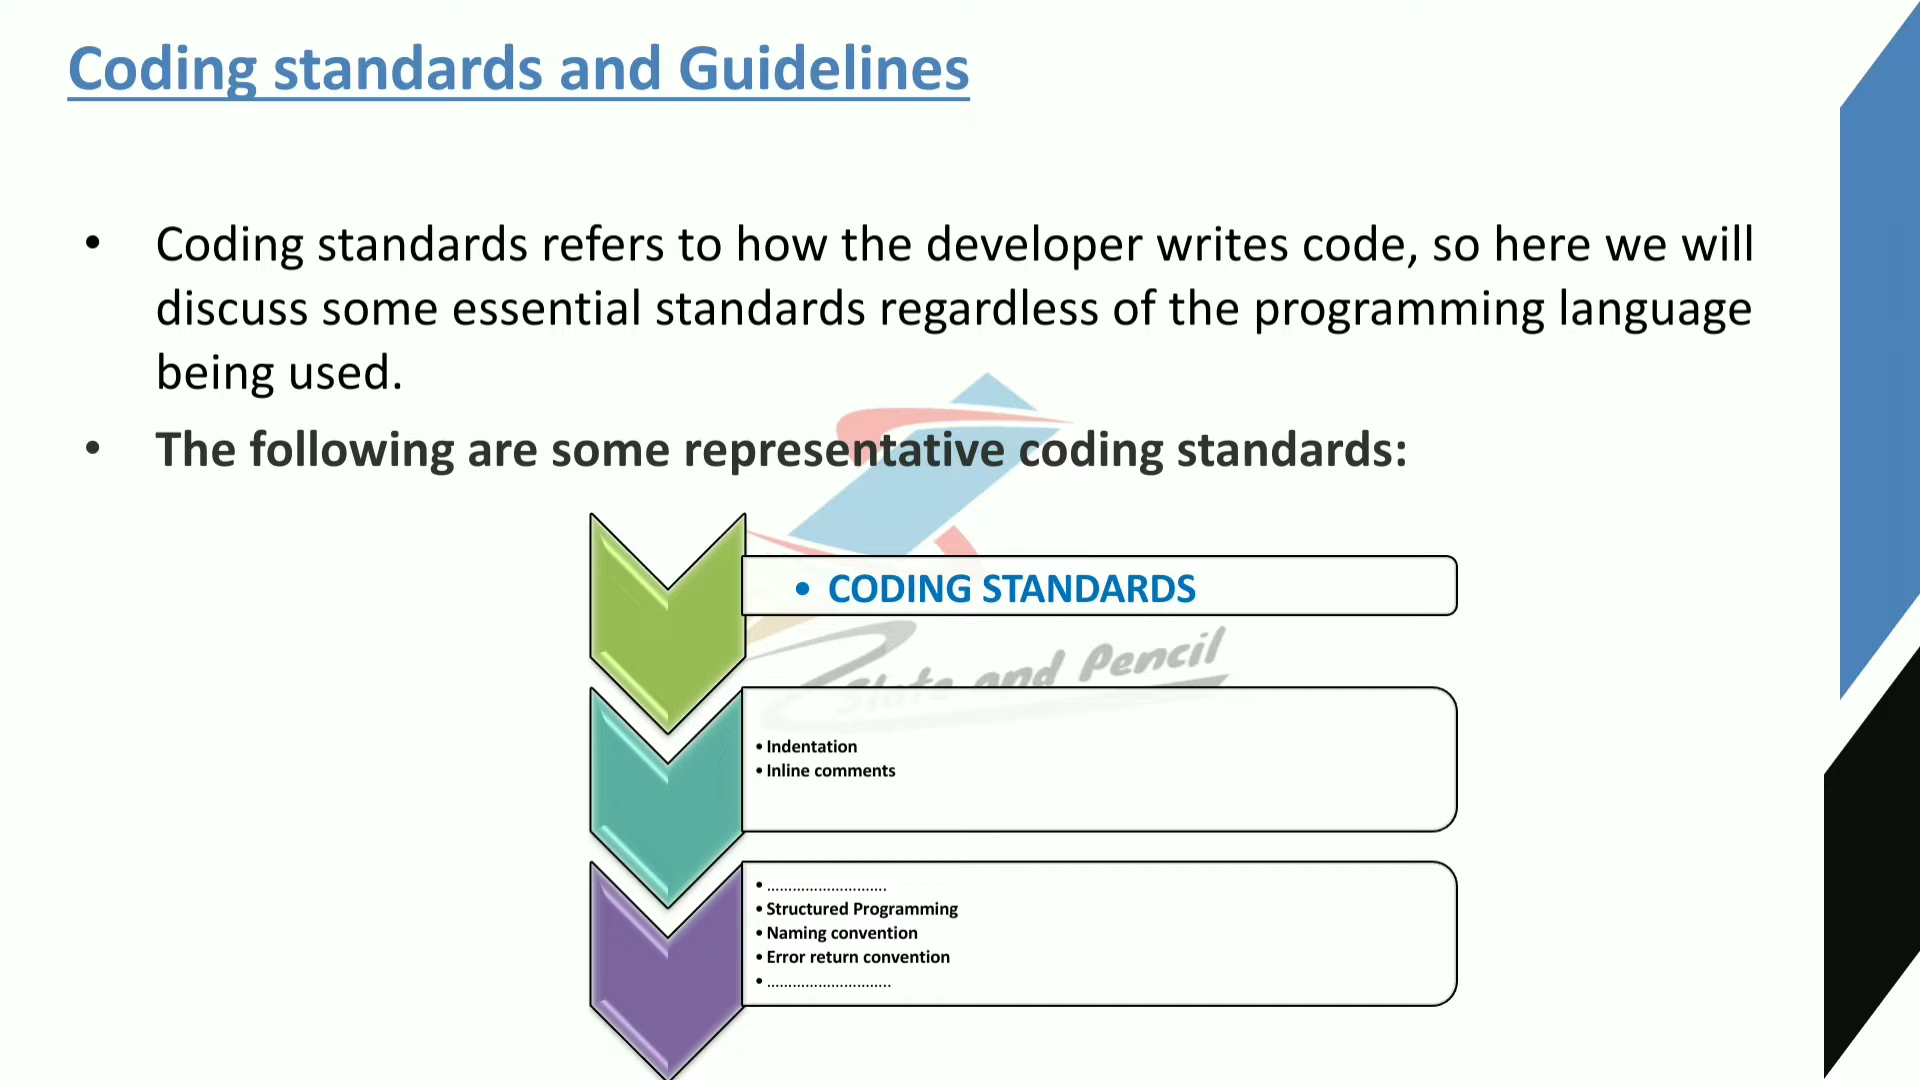 Coding standards and Guidelines
• Coding standards refers to how the developer writes code, so here we will
discuss some essential standards regardless of the programming language
being used.
• The following are some representative coding standards:
• CODING STANDARDS
Slate and Pencil
• Indentation
• Inline comments
• ............................
• Structured Programming
• Naming convention
• Error return convention
• .............................